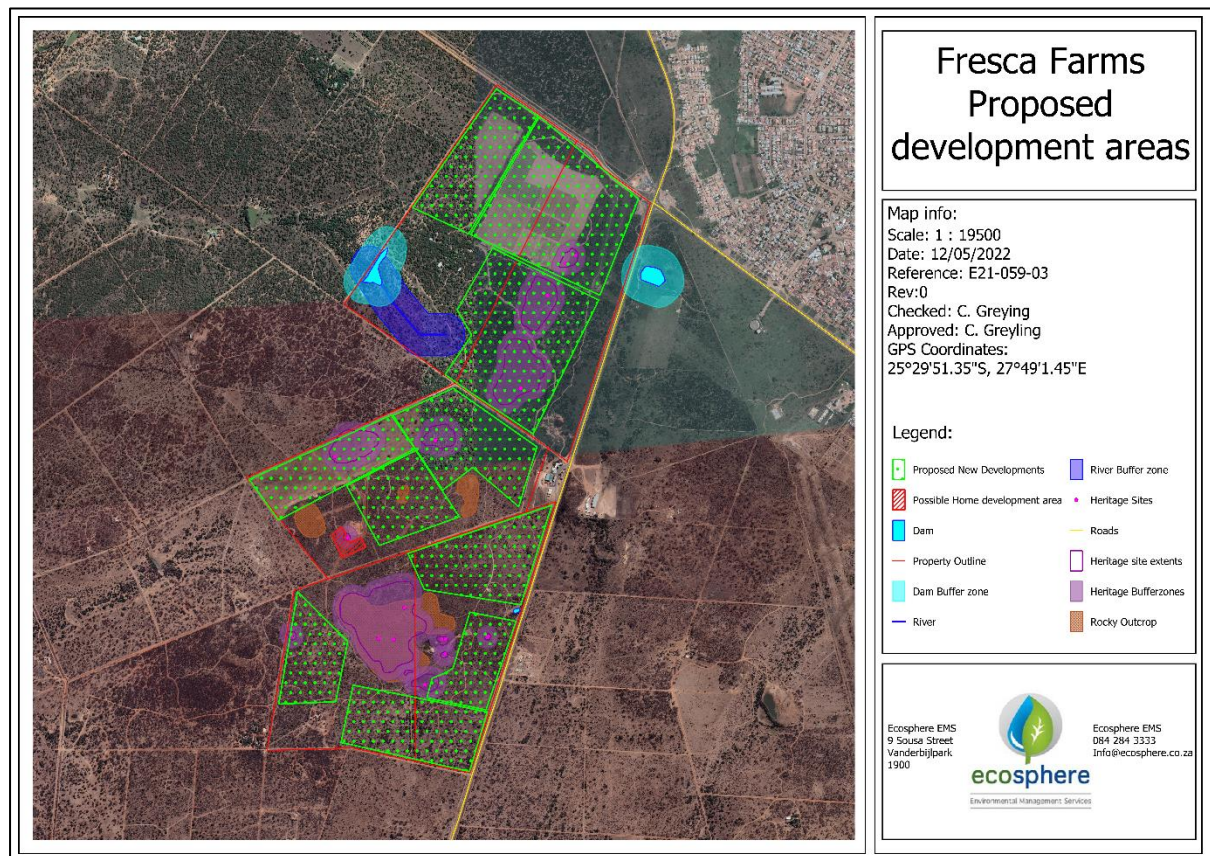 Fresca Farms
Proposed
development areas
Map info:
Scale: 1 : 19500
Date: 12/05/2022
Reference: E21-059-03
Rev:0
Checked: C. Greying
Approved: C. Greyling
GPS Coordinates:
25°29'51.35"S, 27°49'1.45"E
Legend:
Proposed New Developments
Possible Home development area
Dam
Property Outline
Dam Buffer zone
River
River Buffer zone
Heritage Sites
Roads
Heritage site extents
Heritage Bufferzones
Rocky Outcrop
Ecosphere EMS
9 Sousa Street
Vanderbijlpark
1900
ecosphere
Environmental Management Services
Ecosphere EMS
084 284 3333
Info@ecosphere.co.za